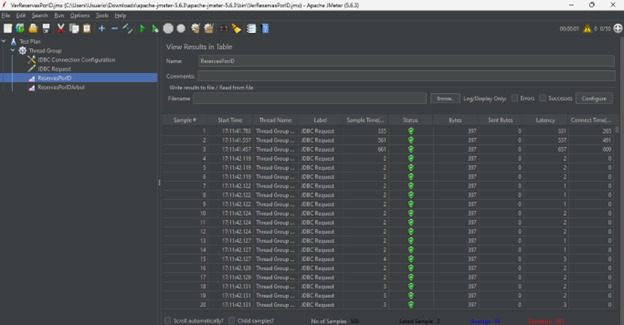 VerReservasPorID.jmx (C:\Users\Usuario\Downloads\apache-jmeter-5.6.3\apache-jmeter-5.6.3\bin\VerReservasPorID.jmx) - Apache JMeter (5.6.3)
File Edit Search Run Options Tools Help
00:00:01 0 0/50
Test Plan
Thread Group
JDBC Connection Configuration
JDBC Request
ReservasPorID
ReservasPorIDArbol
View Results in Table
Name: ReservasPorID
Comments:
Write results to file / Read from file
Filename Browse... Log/Display Only: Errors Successes Configure
Sample # Start Time Thread Name Label Sample Time(... Status Bytes Sent Bytes Latency Connect Time(...
1 17:11:41.783 Thread Group ... JDBC Request 335 397 0 331 265
2 17:11:41.557 Thread Group ... JDBC Request 561 397 0 557 491
3 17:11:41.457 Thread Group ... JDBC Request 661 397 0 657 609
4 17:11:42.119 Thread Group ... JDBC Request 2 397 0 2 0
5 17:11:42.119 Thread Group ... JDBC Request 2 397 0 2 0
6 17:11:42.119 Thread Group ... JDBC Request 2 397 0 2 0
7 17:11:42.122 Thread Group ... JDBC Request 2 397 0 1 0
8 17:11:42.122 Thread Group ... JDBC Request 2 397 0 1 0
9 17:11:42.122 Thread Group ... JDBC Request 2 397 0 1 0
10 17:11:42.124 Thread Group ... JDBC Request 2 397 0 2 0
11 17:11:42.124 Thread Group ... JDBC Request 2 397 0 2 0
12 17:11:42.124 Thread Group ... JDBC Request 2 397 0 2 0
13 17:11:42.127 Thread Group ... JDBC Request 2 397 0 1 0
14 17:11:42.127 Thread Group ... JDBC Request 2 397 0 1 0
15 17:11:42.127 Thread Group ... JDBC Request 4 397 0 3 0
16 17:11:42.129 Thread Group ... JDBC Request 2 397 0 2 0
17 17:11:42.129 Thread Group ... JDBC Request 2 397 0 2 0
18 17:11:42.131 Thread Group ... JDBC Request 3 397 0 3 0
19 17:11:42.131 Thread Group ... JDBC Request 3 397 0 3 0
20 17:11:42.131 Thread Group ... JDBC Request 3 397 0 3 0
Scroll automatically? Child samples? No of Samples Latest Sample 2 Average Deviation